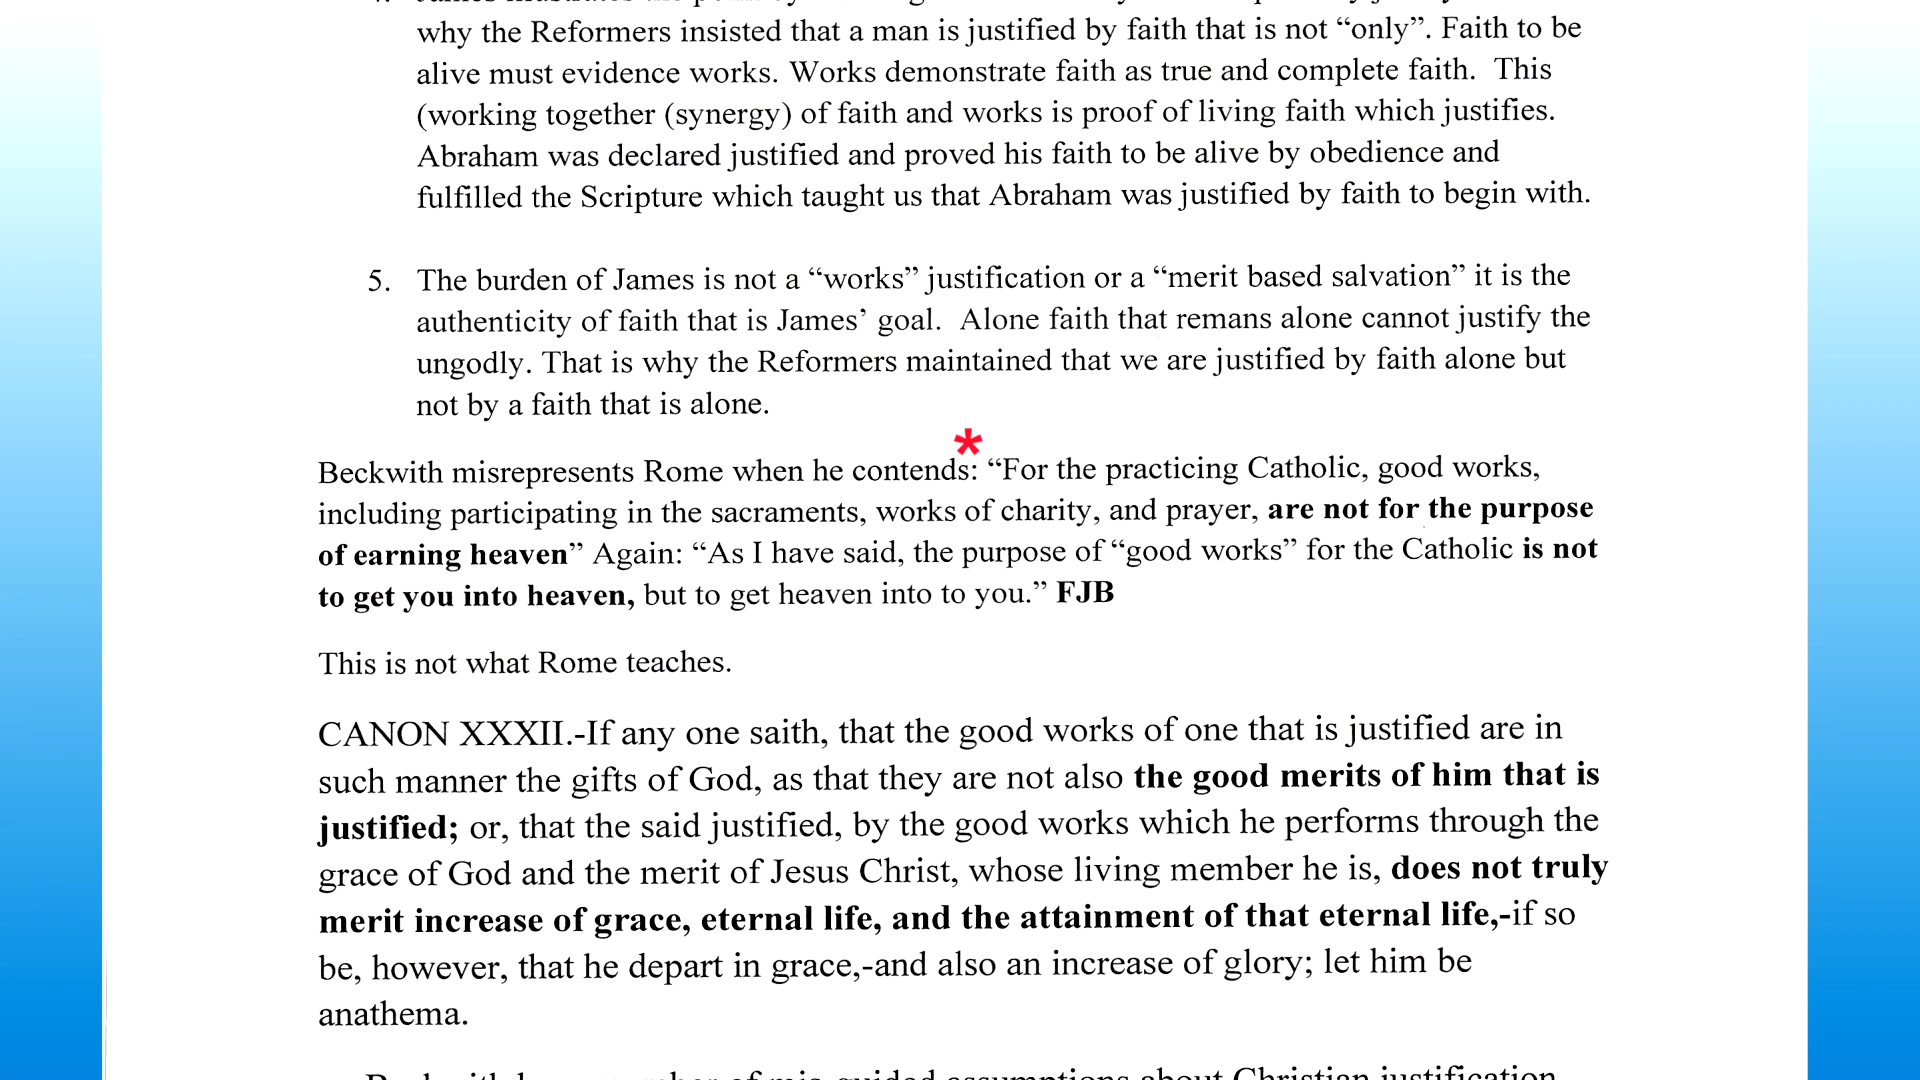 why the Reformers insisted that a man is justified by faith that is not “only”. Faith to be
alive must evidence works. Works demonstrate faith as true and complete faith.  This
(working together (synergy) of faith and works is proof of living faith which justifies.
Abraham was declared justified and proved his faith to be alive by obedience and
fulfilled the Scripture which taught us that Abraham was justified by faith to begin with.
5. The burden of James is not a “works” justification or a “merit based salvation” it is the
authenticity of faith that is James’ goal.  Alone faith that remans alone cannot justify the
ungodly. That is why the Reformers maintained that we are justified by faith alone but
not by a faith that is alone.
*
Beckwith misrepresents Rome when he contends: “For the practicing Catholic, good works,
including participating in the sacraments, works of charity, and prayer, are not for the purpose
of earning heaven” Again: “As I have said, the purpose of “good works” for the Catholic is not
to get you into heaven, but to get heaven into to you.” FJB
This is not what Rome teaches.
CANON XXXII.-If any one saith, that the good works of one that is justified are in
such manner the gifts of God, as that they are not also the good merits of him that is
justified; or, that the said justified, by the good works which he performs through the
grace of God and the merit of Jesus Christ, whose living member he is, does not truly
merit increase of grace, eternal life, and the attainment of that eternal life,-if so
be, however, that he depart in grace,-and also an increase of glory; let him be
anathema.
assumptions about Christian justification